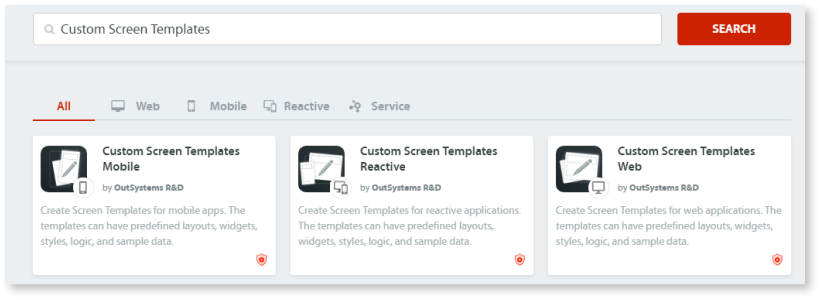 Custom Screen Templates
SEARCH
All
Web
Mobile
Reactive
Service
Custom Screen Templates
Mobile
by OutSystems R&D
Create Screen Templates for mobile apps. The
templates can have predefined layouts, widgets,
styles, logic, and sample data.
Custom Screen Templates
Reactive
by OutSystems R&D
Create Screen Templates for reactive applications.
The templates can have predefined layouts,
widgets, styles, logic, and sample data.
Custom Screen Templates
Web
by OutSystems R&D
Create Screen Templates for web applications. The
templates can have predefined layouts, widgets,
styles, logic, and sample data.